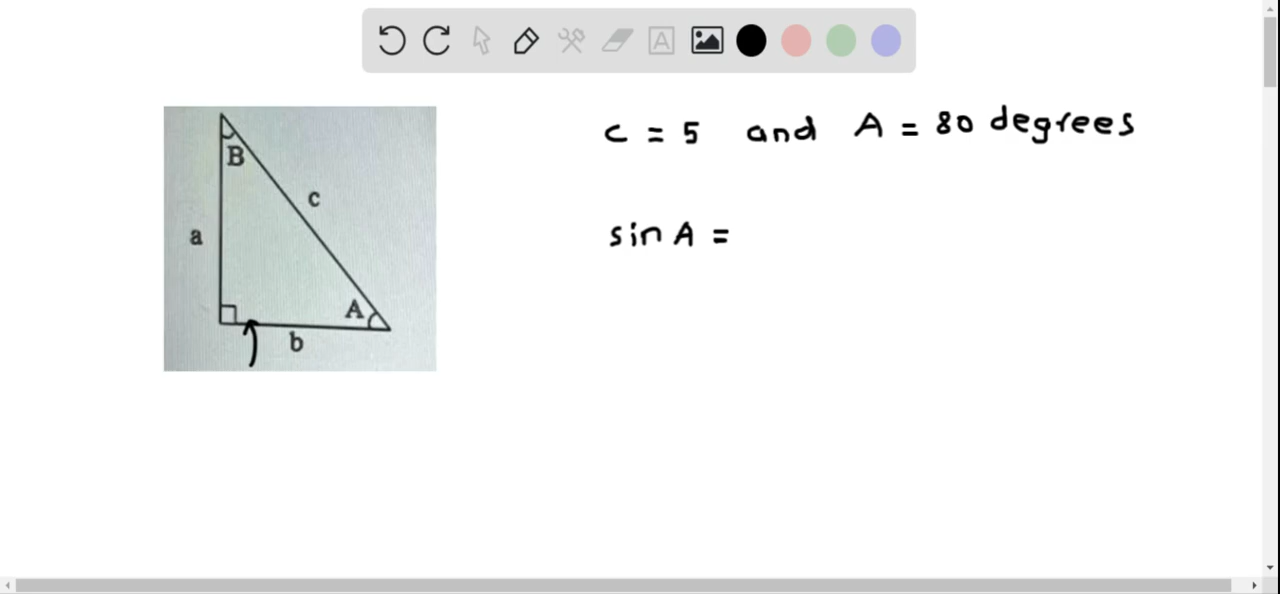 c = 5 and A = 80 degrees
B
c
sin A =
a
A
b